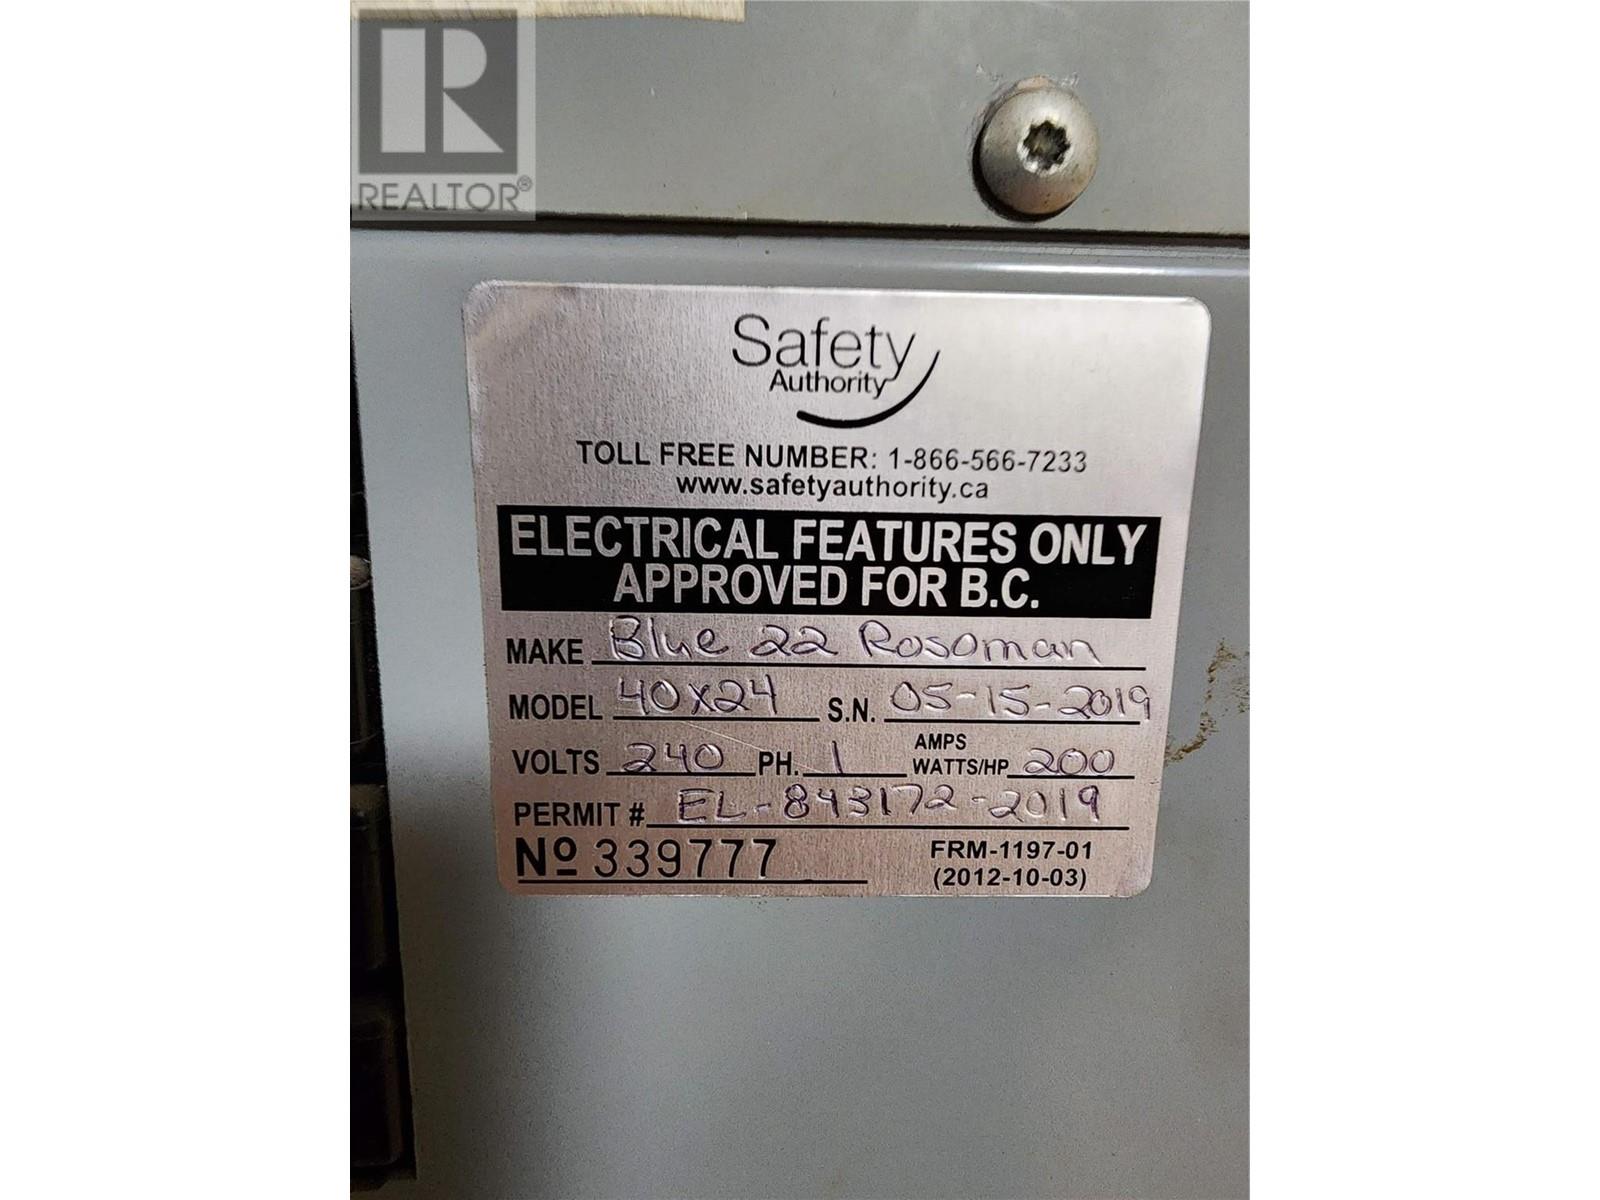 R
REALTOR®
Safety
Authority
TOLL FREE NUMBER: 1-866-566-7233
www.safetyauthority.ca
ELECTRICAL FEATURES ONLY
APPROVED FOR B.C.
MAKE Blue 22 Rosoman
MODEL 40x24 S.N. 05-15-2019
VOLTS 240 PH. 1 AMPS WATTS/HP 200
PERMIT # EL-843172-2019
Nº 339777 FRM-1197-01
(2012-10-03)